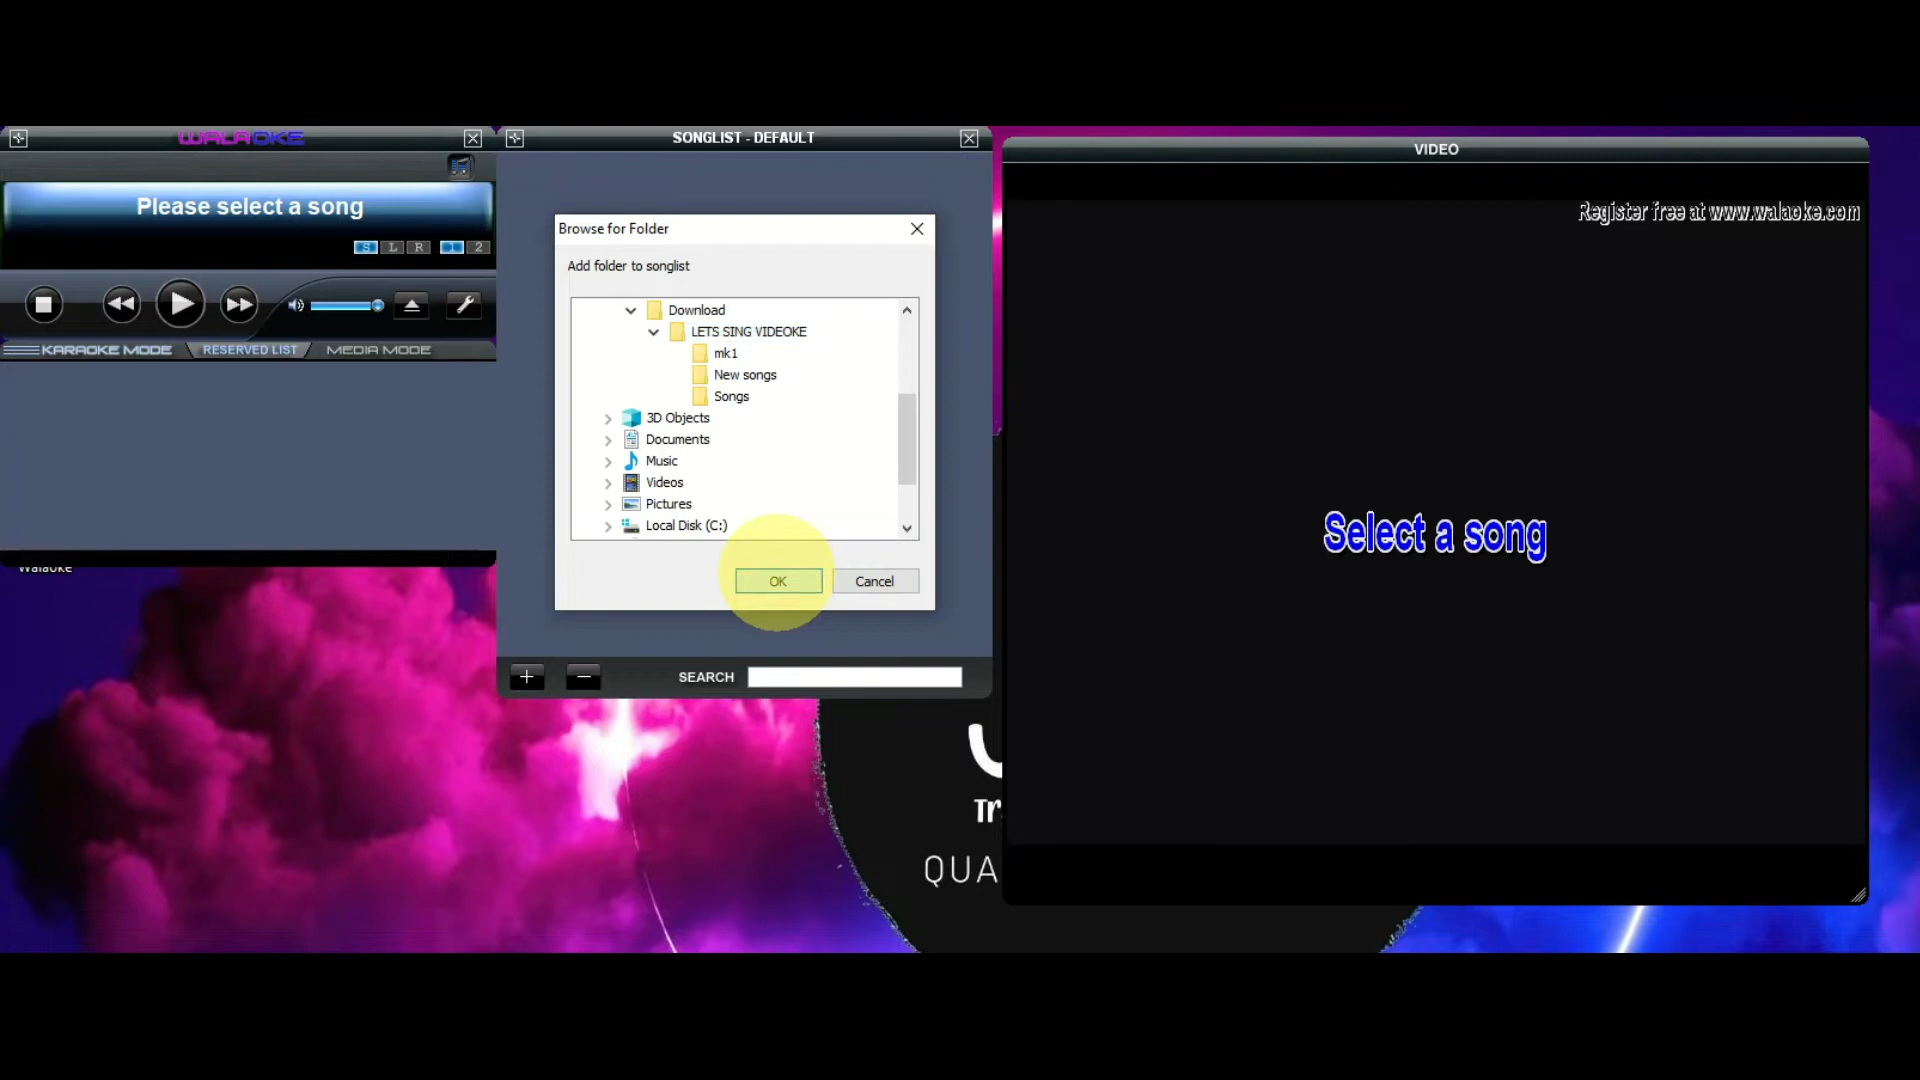 WALAOKE
Please select a song
S L R 1 2
KARAOKE MODE
RESERVED LIST
MEDIA MODE
Walaoke
SONGLIST - DEFAULT
Browse for Folder
Add folder to songlist
Download
LETS SING VIDEOKE
mk1
New songs
Songs
3D Objects
Documents
Music
Videos
Pictures
Local Disk (C:)
OK
Cancel
SEARCH
VIDEO
Register free at www.walaoke.com
Select a song
QUA